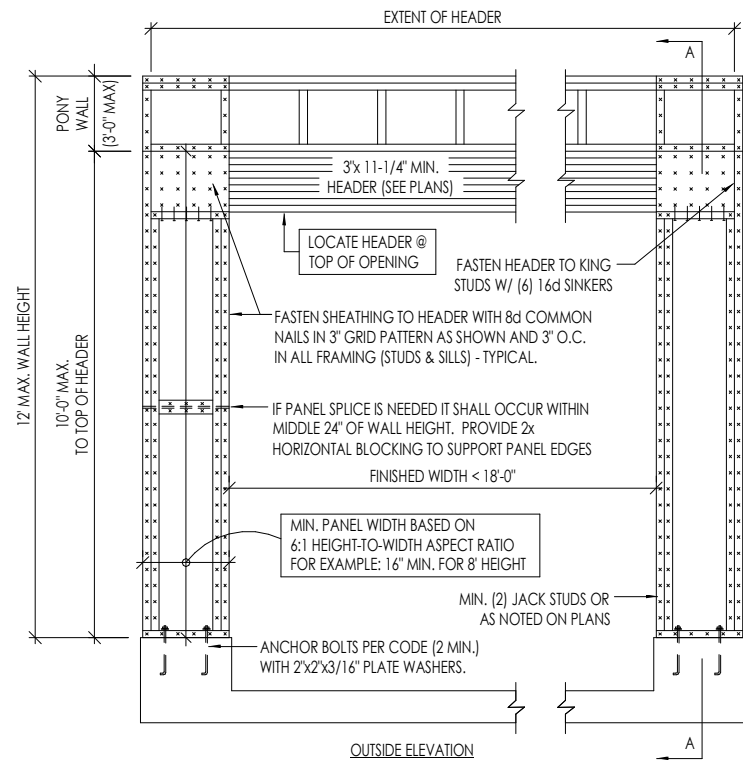 EXTENT OF HEADER
A
PONY
WALL
(3'-0" MAX)
3"x 11-1/4" MIN.
HEADER (SEE PLANS)
LOCATE HEADER @
TOP OF OPENING
FASTEN HEADER TO KING
STUDS W/ (6) 16d SINKERS
12' MAX. WALL HEIGHT
10'-0" MAX.
TO TOP OF HEADER
FASTEN SHEATHING TO HEADER WITH 8d COMMON
NAILS IN 3" GRID PATTERN AS SHOWN AND 3" O.C.
IN ALL FRAMING (STUDS & SILLS) - TYPICAL.
IF PANEL SPLICE IS NEEDED IT SHALL OCCUR WITHIN
MIDDLE 24" OF WALL HEIGHT. PROVIDE 2x
HORIZONTAL BLOCKING TO SUPPORT PANEL EDGES
FINISHED WIDTH < 18'-0"
MIN. PANEL WIDTH BASED ON
6:1 HEIGHT-TO-WIDTH ASPECT RATIO
FOR EXAMPLE: 16" MIN. FOR 8' HEIGHT
MIN. (2) JACK STUDS OR
AS NOTED ON PLANS
ANCHOR BOLTS PER CODE (2 MIN.)
WITH 2"x2"x3/16" PLATE WASHERS.
A
OUTSIDE ELEVATION